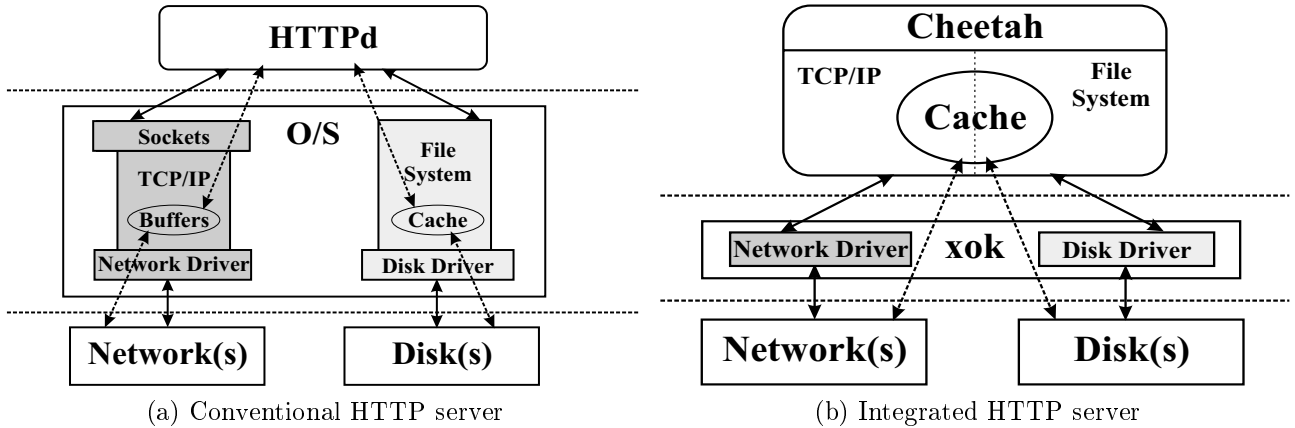 HTTPd
O/S
Sockets
TCP/IP
Buffers
Network Driver
File
System
Cache
Disk Driver
Network(s)
Disk(s)
(a) Conventional HTTP server
Cheetah
TCP/IP
File
System
Cache
Network Driver
xok
Disk Driver
Network(s)
Disk(s)
(b) Integrated HTTP server